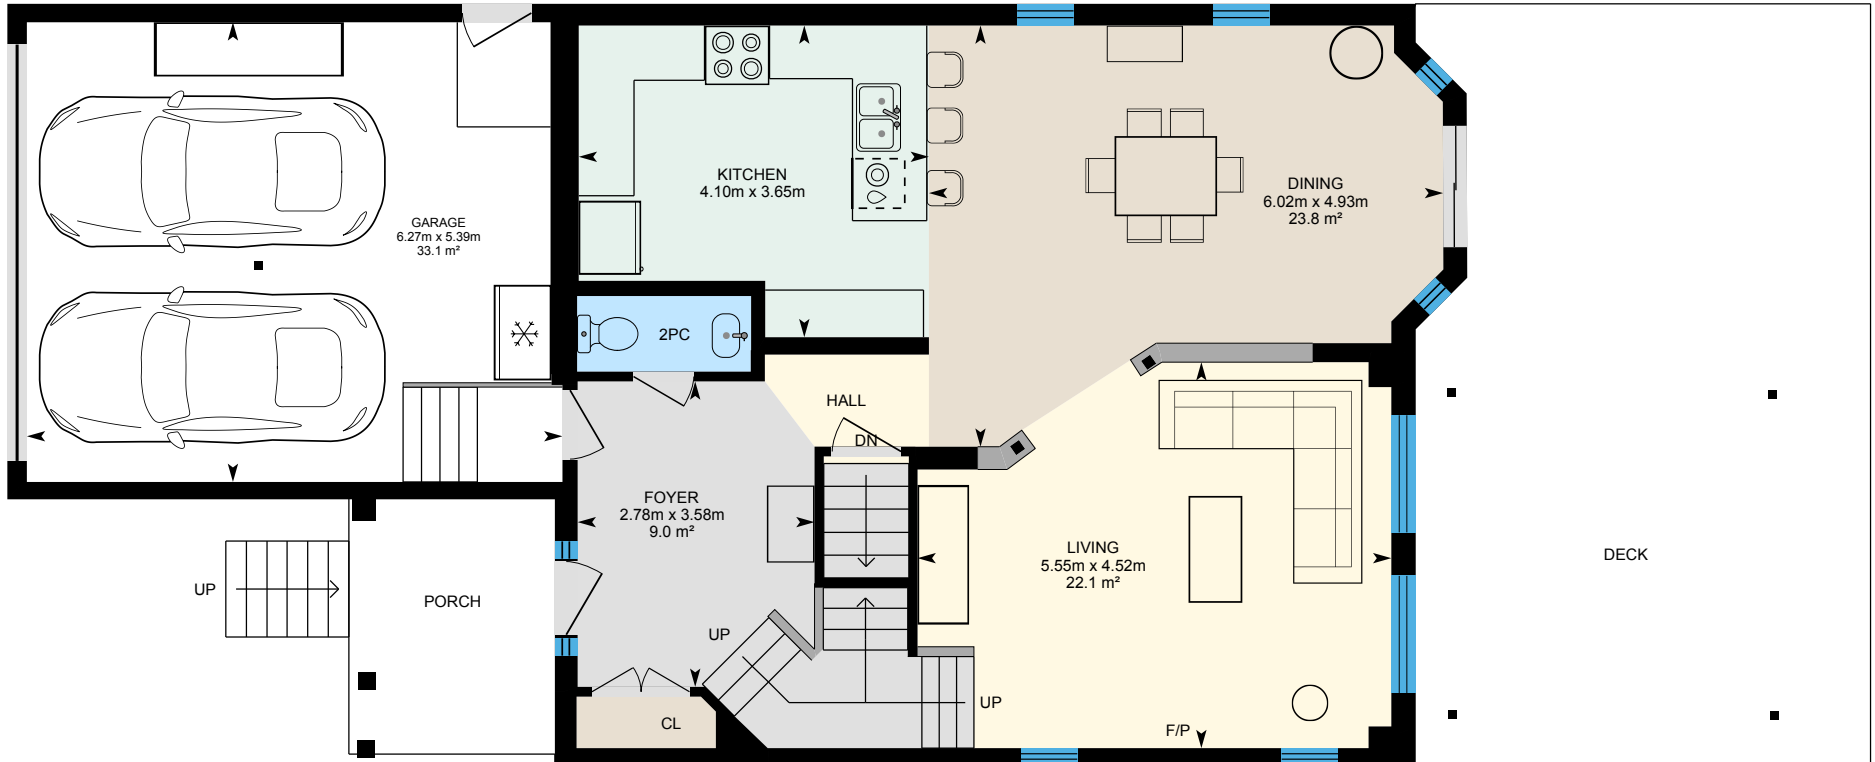 KITCHEN
4.10m x 3.65m
DINING
6.02m x 4.93m
23.8 m²
GARAGE
6.27m x 5.39m
33.1 m²
2PC
HALL
DN
FOYER
2.78m x 3.58m
9.0 m²
LIVING
5.55m x 4.52m
22.1 m²
DECK
UP
PORCH
UP
UP
CL
F/P